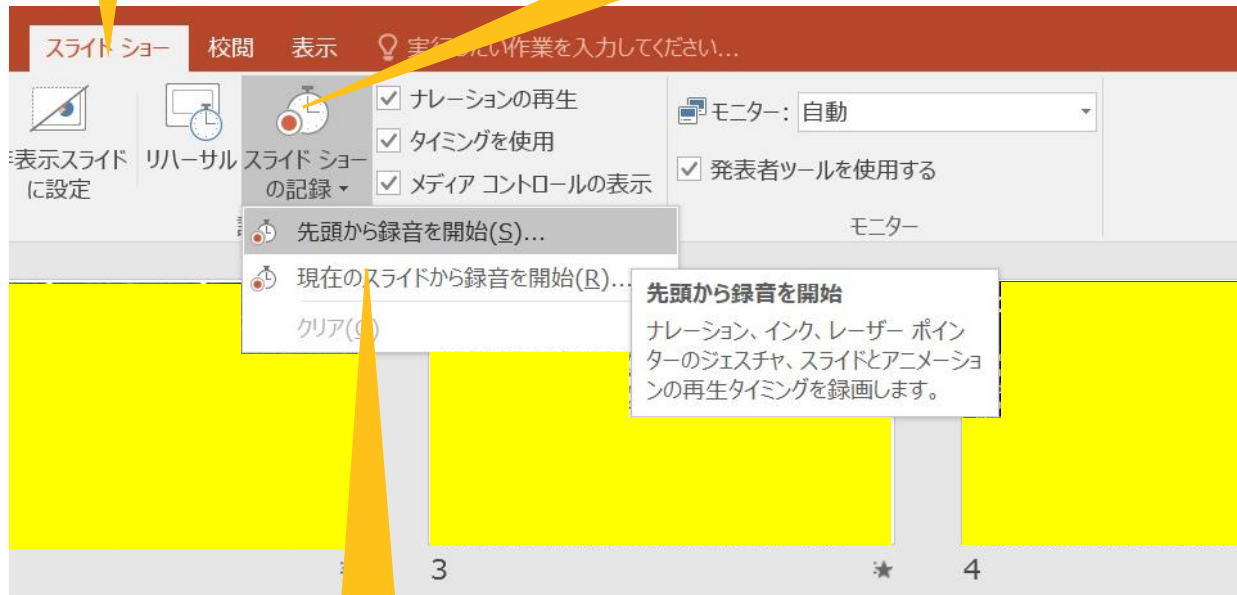 スライド ショー 校閲 表示 実行したい作業を入力してください...
ナレーションの再生
タイミングを使用
メディア コントロールの表示
表示スライド
に設定
リハーサル
スライド ショー
の記録
モニター: 自動
発表者ツールを使用する
モニター
先頭から録音を開始(S)...
現在のスライドから録音を開始(R)...
クリア(C)
先頭から録音を開始
ナレーション、インク、レーザー ポイン
ターのジェスチャ、スライドとアニメーショ
ンの再生タイミングを録画します。
3
4